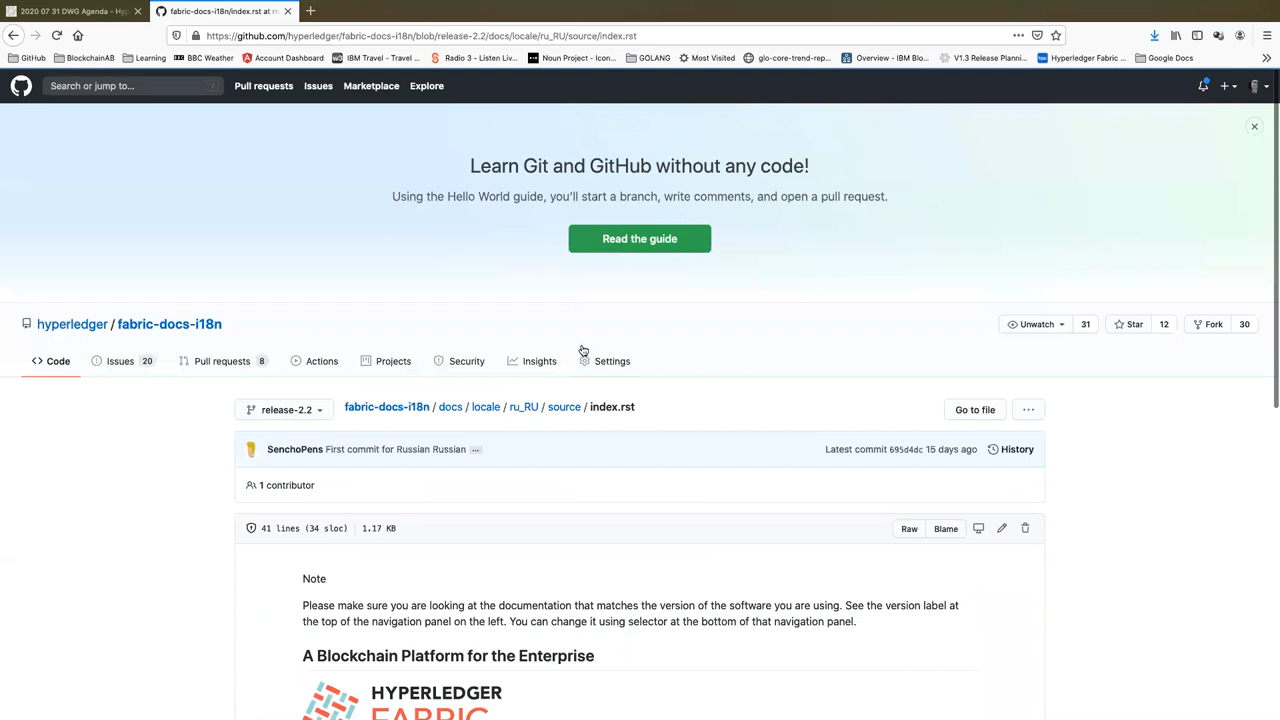 2020 07 31 DWG Agenda - Hyp
fabric-docs-i18n/index.rst at re
https://github.com/hyperledger/fabric-docs-i18n/blob/release-2.2/docs/locale/ru_RU/source/index.rst
GitHub BlockchainAB Learning BBC Weather Account Dashboard IBM Travel - Travel ... Radio 3 - Listen Liv... Noun Project - Icon... GOLANG Most Visited glo-core-trend-rep... Overview - IBM Blo... V1.3 Release Planni... Hyperledger Fabric ... Google Docs
Search or jump to... / Pull requests Issues Marketplace Explore
Learn Git and GitHub without any code!
Using the Hello World guide, you'll start a branch, write comments, and open a pull request.
Read the guide
hyperledger / fabric-docs-i18n
Unwatch 31 Star 12 Fork 30
Code Issues 20 Pull requests 8 Actions Projects Security Insights Settings
release-2.2 fabric-docs-i18n / docs / locale / ru_RU / source / index.rst Go to file ...
SenchoPens First commit for Russian Russian ... Latest commit 695d4dc 15 days ago History
1 contributor
41 lines (34 sloc) 1.17 KB Raw Blame
Note
Please make sure you are looking at the documentation that matches the version of the software you are using. See the version label at
the top of the navigation panel on the left. You can change it using selector at the bottom of that navigation panel.
A Blockchain Platform for the Enterprise
HYPERLEDGER
FABRIC